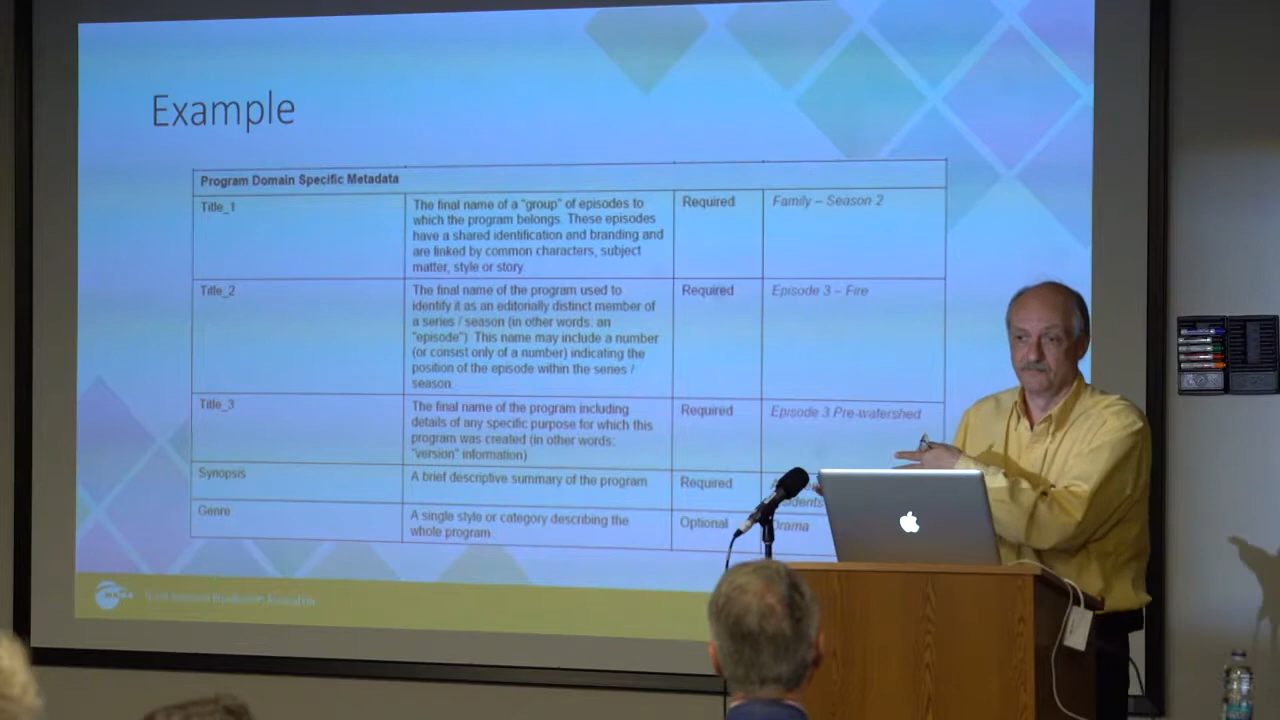 Example
Program Domain Specific Metadata
Title_1
The final name of a "group" of episodes to
which the program belongs. These episodes
have a shared identification and branding and
are linked by common characters, subject
matter, style or story.
Required
Family – Season 2
Title_2
The final name of the program used to
identify it as an editorially distinct member of
a series / season (in other words: an
"episode"). This name may include a number
(or consist only of a number) indicating the
position of the episode within the series /
season.
Required
Episode 3 – Fire
Title_3
The final name of the program including
details of any specific purpose for which this
program was created (in other words:
"version" information)
Required
Episode 3 Pre-watershed
Synopsis
A brief descriptive summary of the program
Required
Genre
A single style or category describing the
whole program.
Optional
Drama
NABA
North American Broadcasters Association